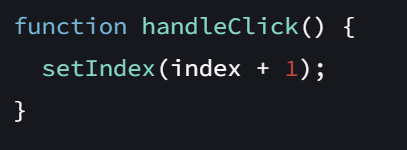 function handleClick() {
  setIndex(index + 1);
}